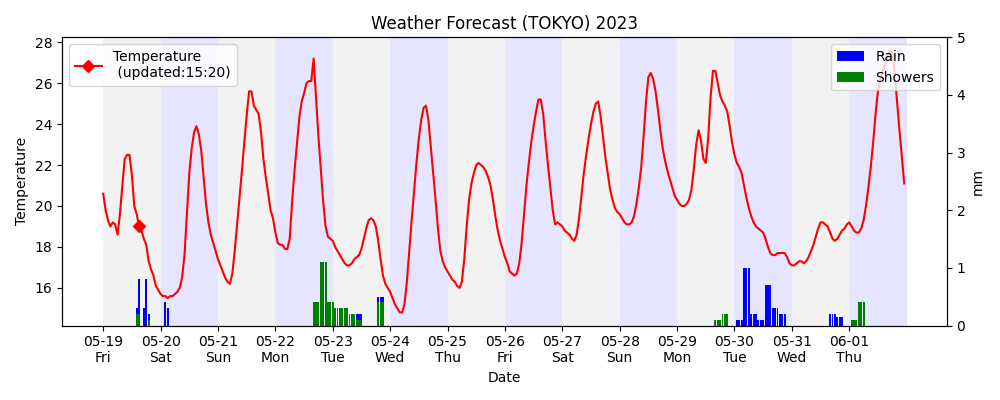 Weather Forecast (TOKYO) 2023
Temperature
(updated:15:20)
Rain
Showers
28
26
24
22
20
18
16
Temperature
5
4
3
2
1
0
mm
05-19 05-20 05-21 05-22 05-23 05-24 05-25 05-26 05-27 05-28 05-29 05-30 05-31 06-01
Fri Sat Sun Mon Tue Wed Thu Fri Sat Sun Mon Tue Wed Thu
Date